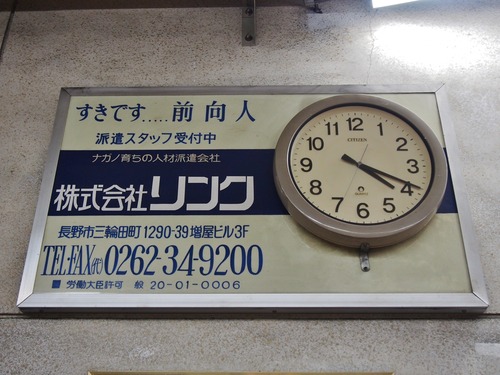 すきです.....前向人
派遣スタッフ受付中
ナガノ育ちの人材派遣会社
株式会社リンク
長野市三輪田町1290-39増屋ビル3F
TEL・FAX(代)0262-34-9200
■ 労働大臣許可 般 20-01-0006
12
1
2
3
4
5
6
7
8
9
10
11
CITIZEN
QUARTZ